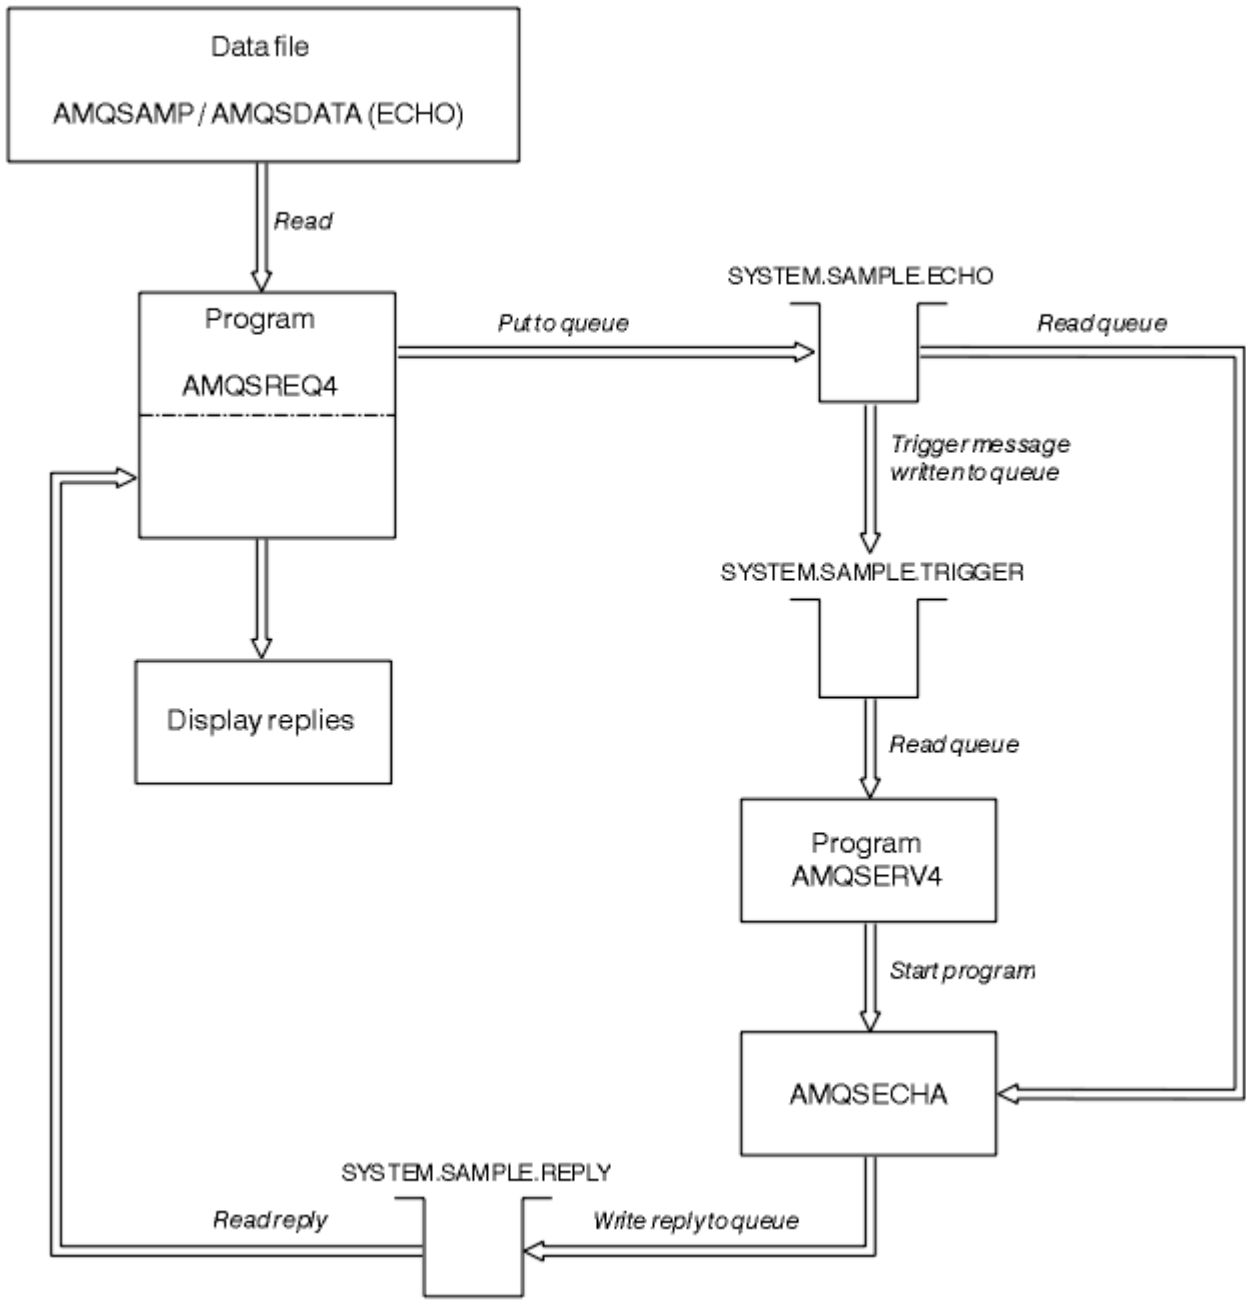 Data file
AMQSAMP / AMQSDATA (ECHO)
Read
SYSTEM.SAMPLE.ECHO
Program
Put to queue
Read queue
AMQSREQ4
Trigger message
written to queue
SYSTEM.SAMPLE.TRIGGER
Display replies
Read queue
Program
AMQSERV4
Start program
AMQSECHA
SYSTEM.SAMPLE.REPLY
Read reply
Write reply to queue